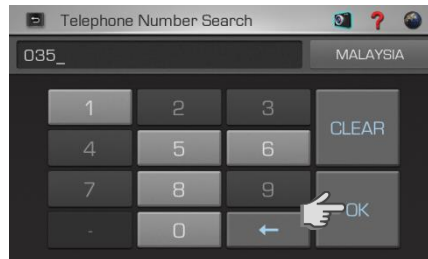 Telephone Number Search ?
035_ MALAYSIA
1 2 3 CLEAR
4 5 6
7 8 9 OK
- 0 ←